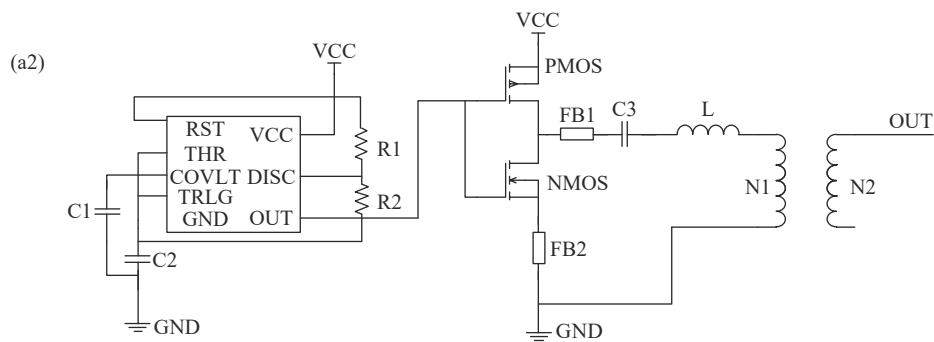 (a2)
VCC
VCC
RST
VCC
THR
COVLT
DISC
TRLG
GND
OUT
R1
R2
C1
C2
GND
PMOS
NMOS
FB1
C3
L
FB2
GND
N1
N2
OUT